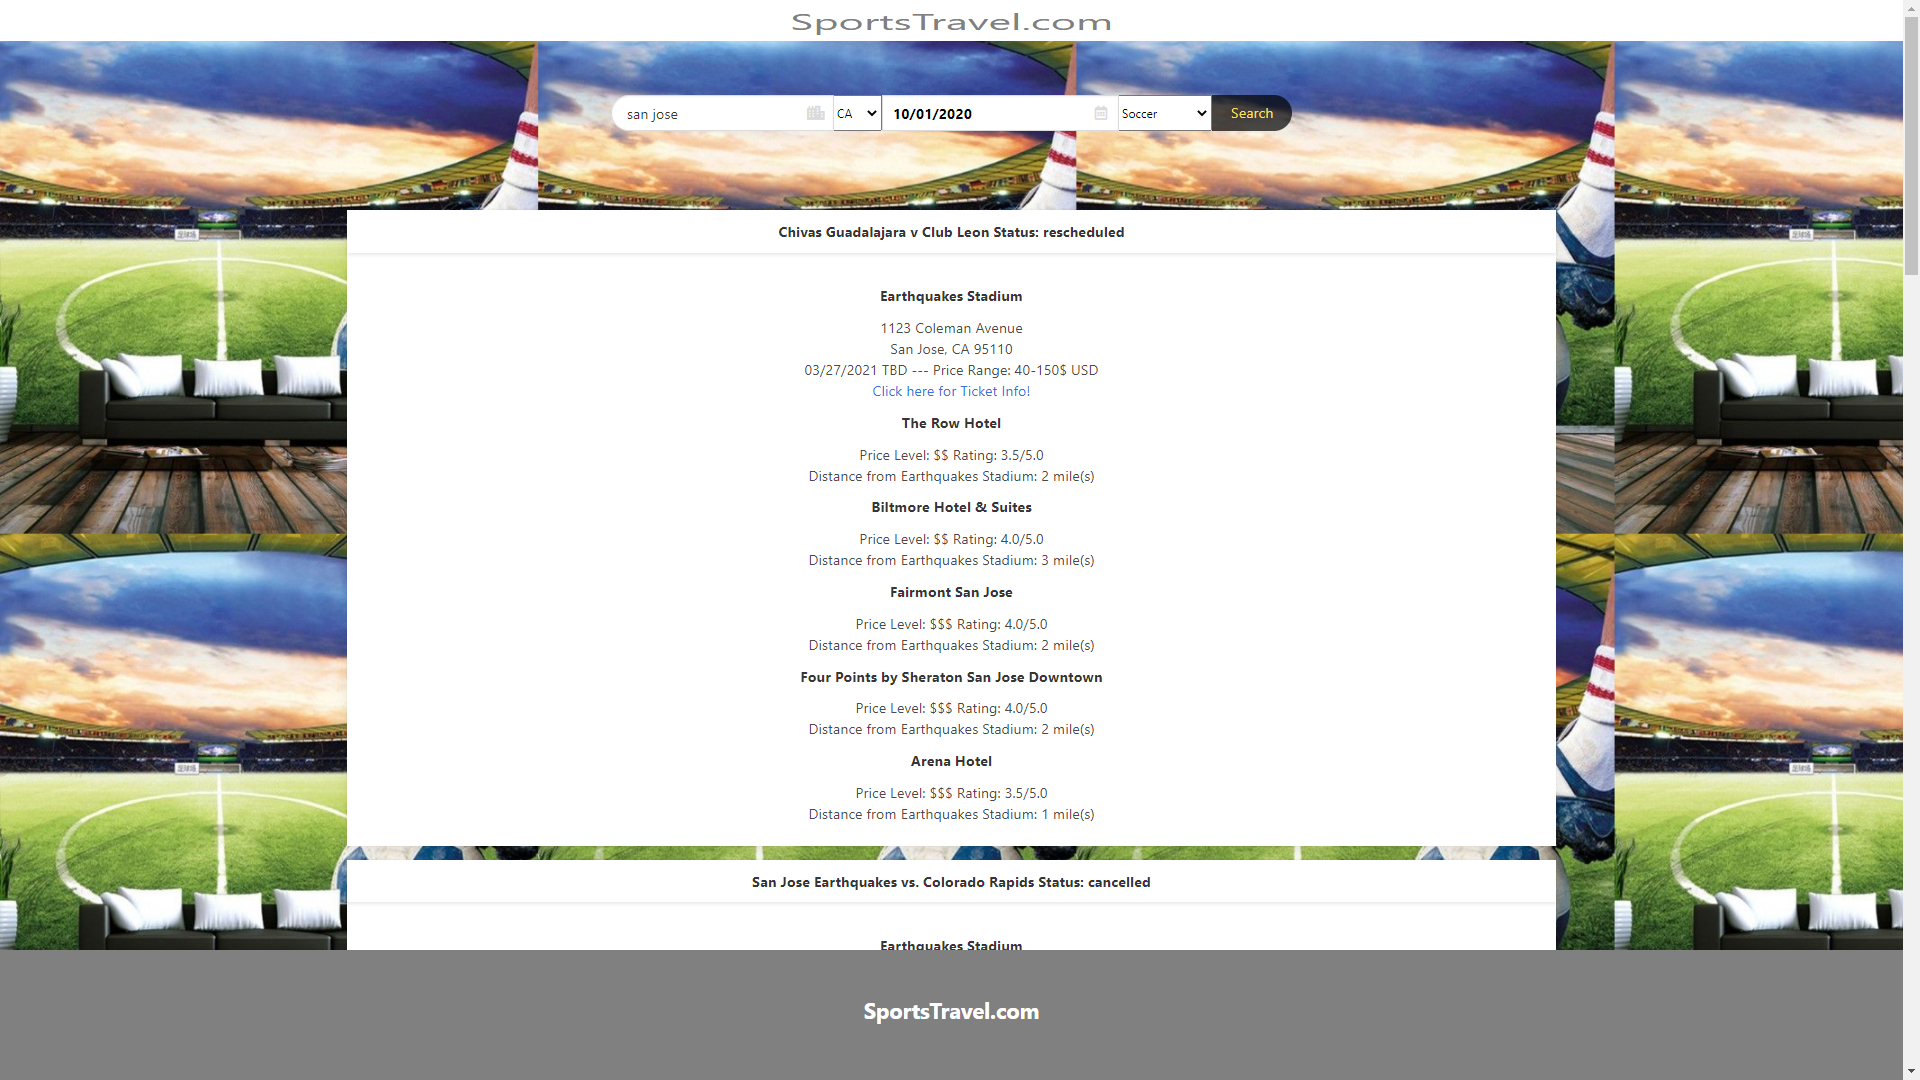 SportsTravel.com
san jose CA 10/01/2020 Soccer Search
Chivas Guadalajara v Club Leon Status: rescheduled
Earthquakes Stadium
1123 Coleman Avenue
San Jose, CA 95110
03/27/2021 TBD --- Price Range: 40-150$ USD
Click here for Ticket Info!
The Row Hotel
Price Level: $$ Rating: 3.5/5.0
Distance from Earthquakes Stadium: 2 mile(s)
Biltmore Hotel & Suites
Price Level: $$ Rating: 4.0/5.0
Distance from Earthquakes Stadium: 3 mile(s)
Fairmont San Jose
Price Level: $$$ Rating: 4.0/5.0
Distance from Earthquakes Stadium: 2 mile(s)
Four Points by Sheraton San Jose Downtown
Price Level: $$$ Rating: 4.0/5.0
Distance from Earthquakes Stadium: 2 mile(s)
Arena Hotel
Price Level: $$$ Rating: 3.5/5.0
Distance from Earthquakes Stadium: 1 mile(s)
San Jose Earthquakes vs. Colorado Rapids Status: cancelled
Earthquakes Stadium
SportsTravel.com